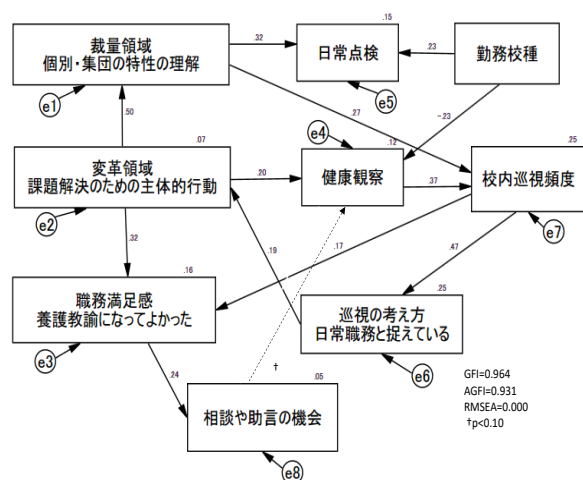 .15
裁量領域
個別・集団の特性の理解
.32
日常点検
.23
勤務校種
e1
e5
.27
-.23
.50
e4
.12
.25
.07
変革領域
課題解決のための主体的行動
.20
健康観察
.37
校内巡視頻度
e2
e7
.32
.19
.17
.47
.16
.25
職務満足感
養護教諭になってよかった
巡視の考え方
日常職務と捉えている
e3
†
e6
.24
.05
相談や助言の機会
e8
GFI=0.964
AGFI=0.931
RMSEA=0.000
†p<0.10